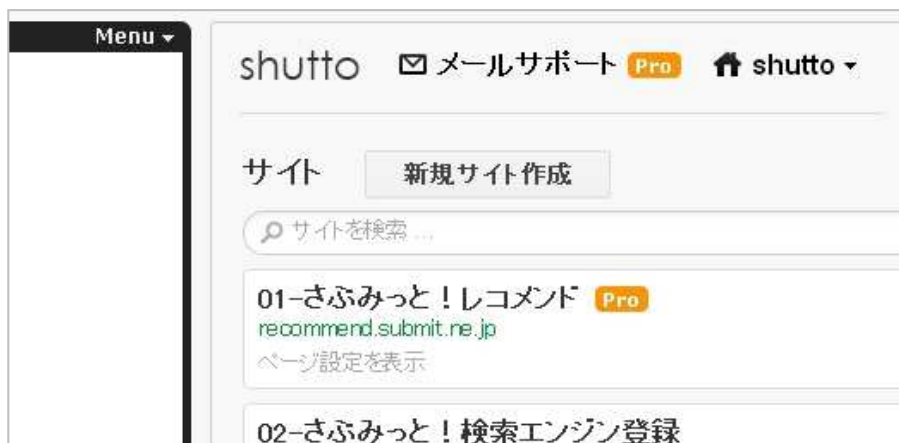 Menu
shutto メールサポート Pro shutto
サイト 新規サイト作成
サイトを検索 ...
01-さぶみっと！レコメンド Pro
recommend.submit.ne.jp
ページ設定を表示
02-さぶみっと！検索エンジン登録